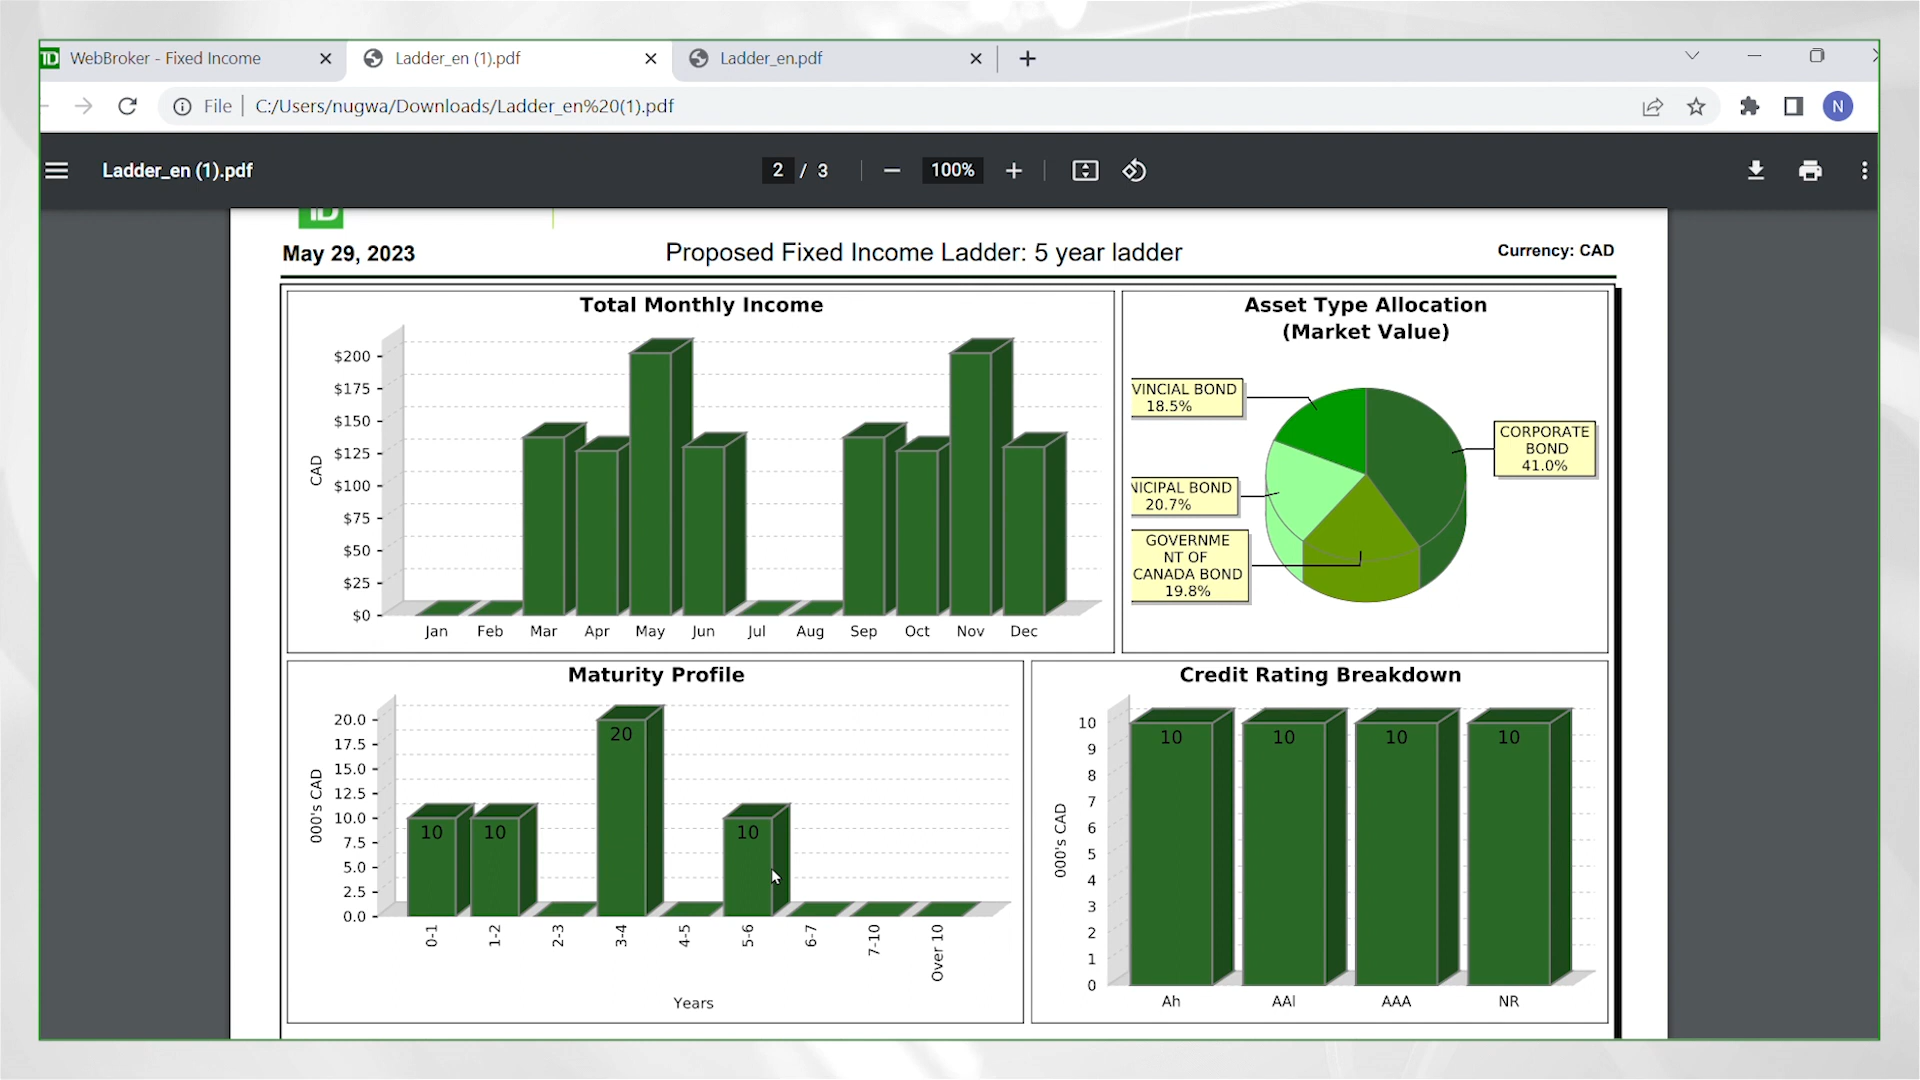 TD WebBroker - Fixed Income
Ladder_en (1).pdf
Ladder_en.pdf
File C:/Users/nugwa/Downloads/Ladder_en%20(1).pdf
N
Ladder_en (1).pdf
2 / 3
100%
TD
May 29, 2023
Proposed Fixed Income Ladder: 5 year ladder
Currency: CAD
Total Monthly Income
$200
$175
$150
$125
$100
$75
$50
$25
$0
CAD
Jan Feb Mar Apr May Jun Jul Aug Sep Oct Nov Dec
Asset Type Allocation
(Market Value)
VINCIAL BOND
18.5%
CORPORATE
BOND
41.0%
NICIPAL BOND
20.7%
GOVERNME
NT OF
CANADA BOND
19.8%
Maturity Profile
20.0
17.5
15.0
12.5
10.0
7.5
5.0
2.5
0.0
000's CAD
10 10 20 10
0-1 1-2 2-3 3-4 4-5 5-6 6-7 7-10 Over 10
Years
Credit Rating Breakdown
10
9
8
7
6
5
4
3
2
1
0
000's CAD
10 10 10 10
Ah AAl AAA NR